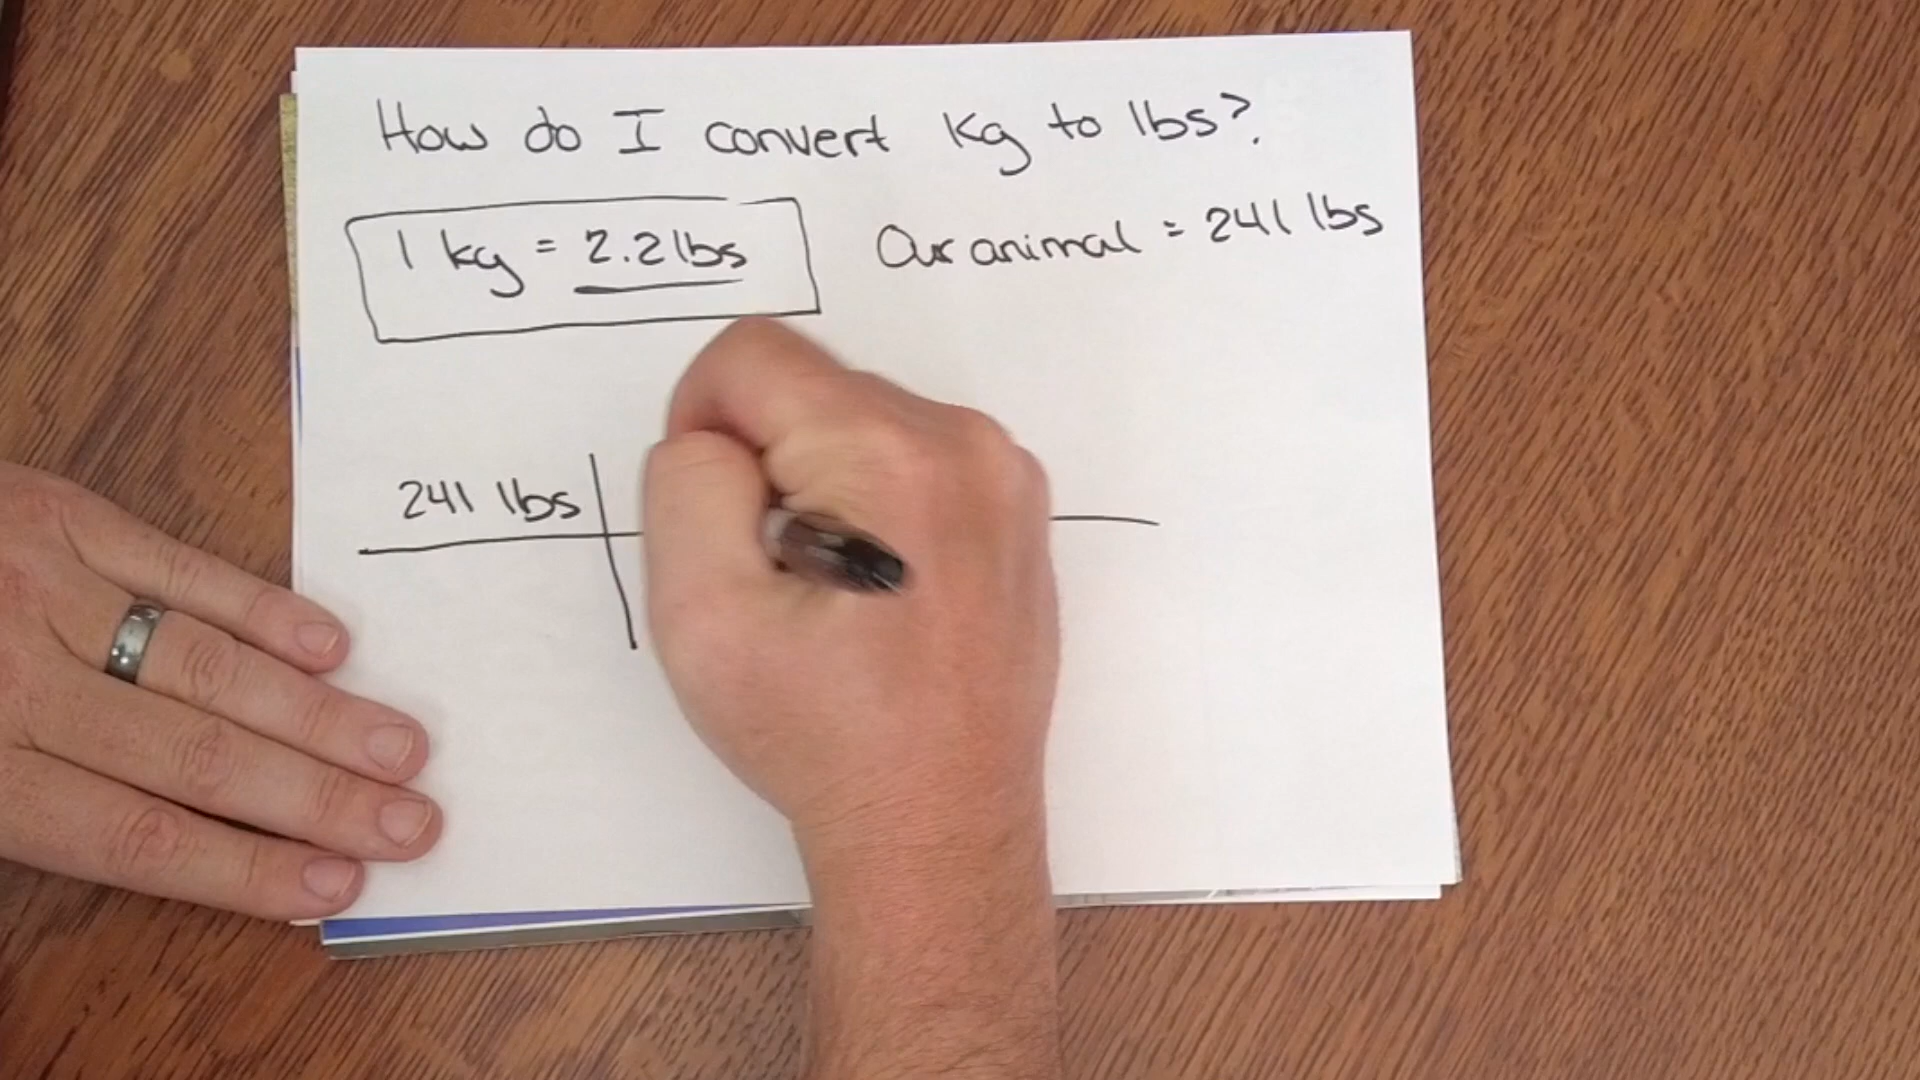 How do I convert Kg to lbs?
1 kg = 2.2 lbs
Our animal = 241 lbs
241 lbs